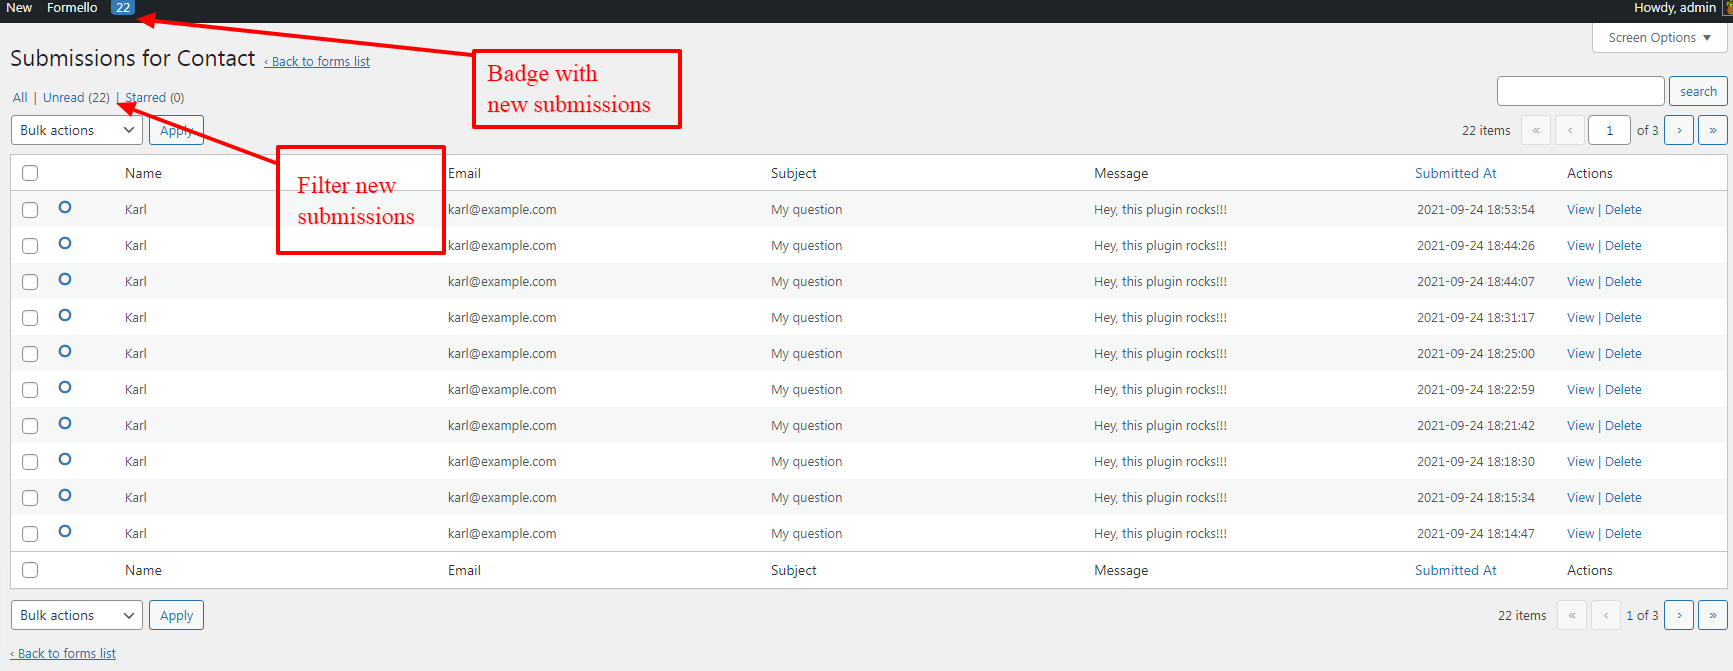 New Formello 22 Howdy, admin
Screen Options ▼
Submissions for Contact ‹ Back to forms list
Badge with
new submissions
All | Unread (22) | Starred (0)
search
Bulk actions Apply
22 items « ‹ 1 of 3 › »
Filter new
submissions
Name Email Subject Message Submitted At Actions
Karl karl@example.com My question Hey, this plugin rocks!!! 2021-09-24 18:53:54 View | Delete
Karl karl@example.com My question Hey, this plugin rocks!!! 2021-09-24 18:44:26 View | Delete
Karl karl@example.com My question Hey, this plugin rocks!!! 2021-09-24 18:44:07 View | Delete
Karl karl@example.com My question Hey, this plugin rocks!!! 2021-09-24 18:31:17 View | Delete
Karl karl@example.com My question Hey, this plugin rocks!!! 2021-09-24 18:25:00 View | Delete
Karl karl@example.com My question Hey, this plugin rocks!!! 2021-09-24 18:22:59 View | Delete
Karl karl@example.com My question Hey, this plugin rocks!!! 2021-09-24 18:21:42 View | Delete
Karl karl@example.com My question Hey, this plugin rocks!!! 2021-09-24 18:18:30 View | Delete
Karl karl@example.com My question Hey, this plugin rocks!!! 2021-09-24 18:15:34 View | Delete
Karl karl@example.com My question Hey, this plugin rocks!!! 2021-09-24 18:14:47 View | Delete
Name Email Subject Message Submitted At Actions
Bulk actions Apply 22 items « ‹ 1 of 3 › »
‹ Back to forms list